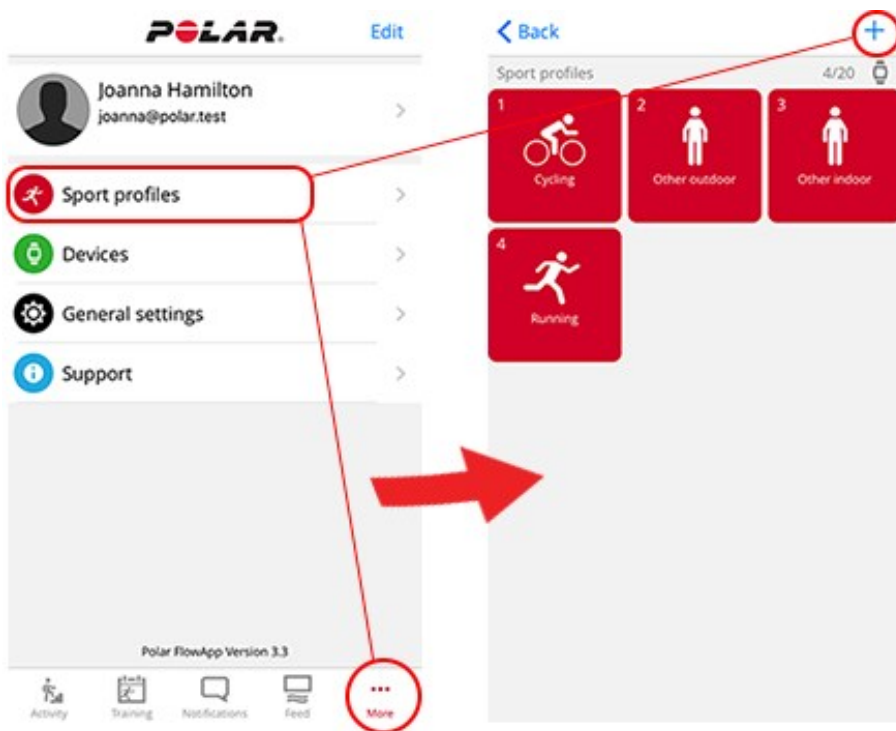 POLAR. Edit
Joanna Hamilton
joanna@polar.test
Sport profiles
Devices
General settings
Support
Polar FlowApp Version 3.3
Activity Training Notifications Feed More
Back +
Sport profiles 4/20
1 2 3
Cycling Other outdoor Other indoor
4
Running